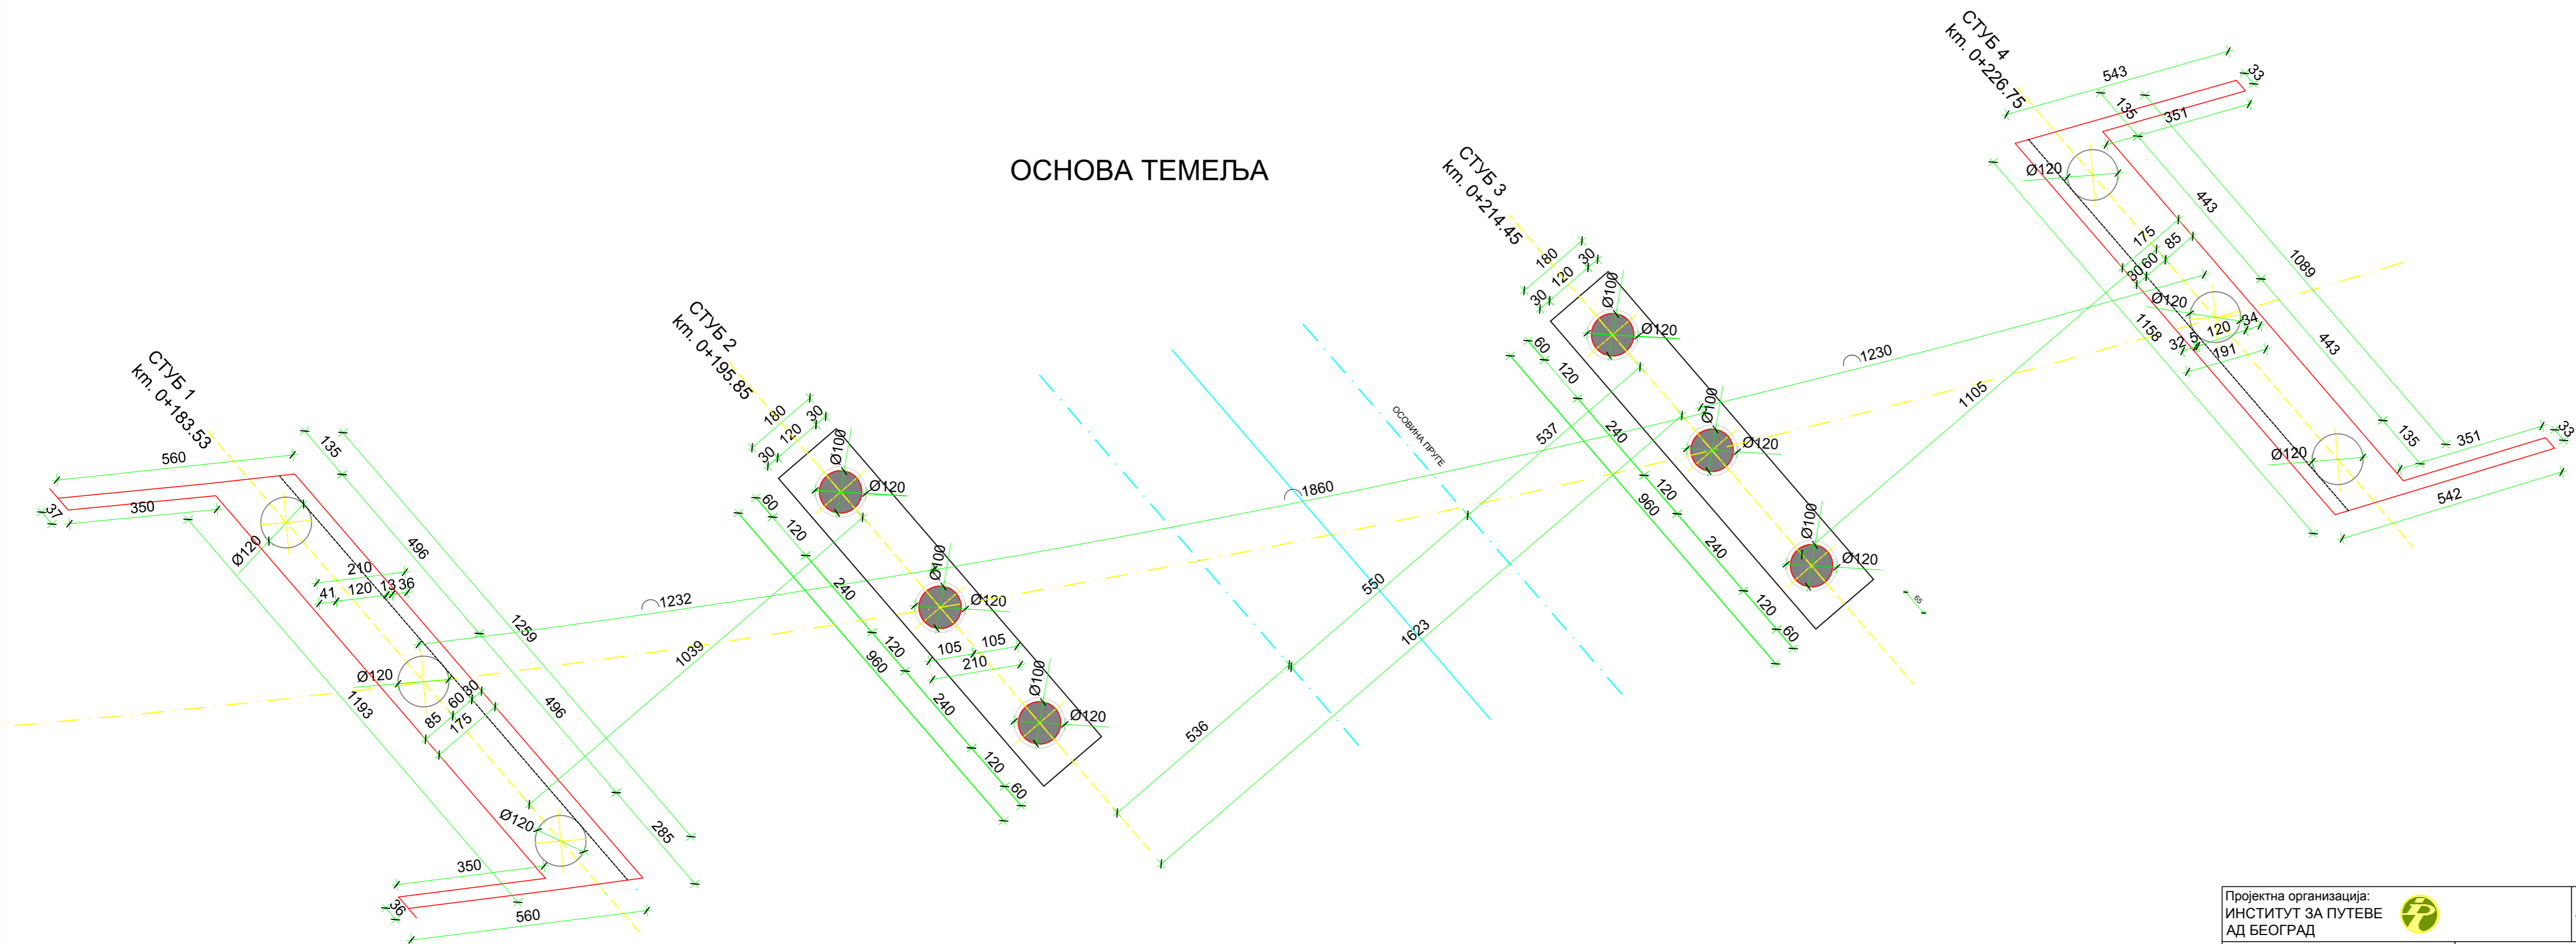 ОСНОВА ТЕМЕЉА
СТУБ 1
km. 0+183.53
560
350
37
135
496
1259
496
285
Ø120
210
41
120
13
36
Ø120
85
60
30
175
1193
Ø120
350
36
560
1232
1039
СТУБ 2
km. 0+195.85
180
30
120
30
Ø100
Ø120
60
120
240
120
960
240
120
60
Ø100
Ø120
105
105
210
Ø100
Ø120
1860
ОСОВИНА ПРУГЕ
537
550
1623
536
СТУБ 3
km. 0+214.45
180
30
120
30
Ø100
Ø120
60
120
240
120
960
240
120
60
Ø100
Ø120
Ø100
Ø120
65
1230
1105
СТУБ 4
km. 0+226.75
543
33
135
351
Ø120
443
1089
175
85
30
60
Ø120
120
34
32
5
191
1158
443
135
351
33
Ø120
542
Пројектна организација:
ИНСТИТУТ ЗА ПУТЕВЕ
АД БЕОГРАД